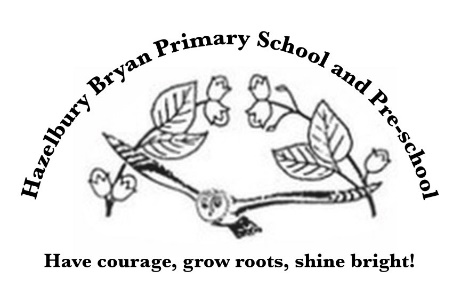 Hazelbury Bryan Primary School and Pre-school
Have courage, grow roots, shine bright!